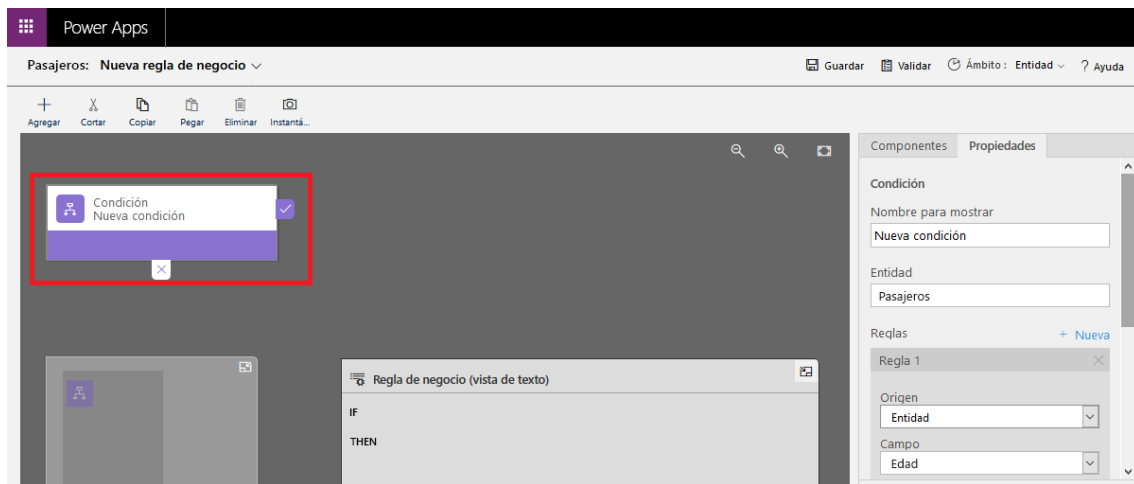 Power Apps
Pasajeros: Nueva regla de negocio
Guardar Validar Ámbito : Entidad ? Ayuda
Agregar Cortar Copiar Pegar Eliminar Instantá...
Componentes Propiedades
Condición
Nueva condición
Condición
Nombre para mostrar
Nueva condición
Entidad
Pasajeros
Reglas + Nueva
Regla 1
Origen
Entidad
Campo
Edad
Regla de negocio (vista de texto)
IF
THEN